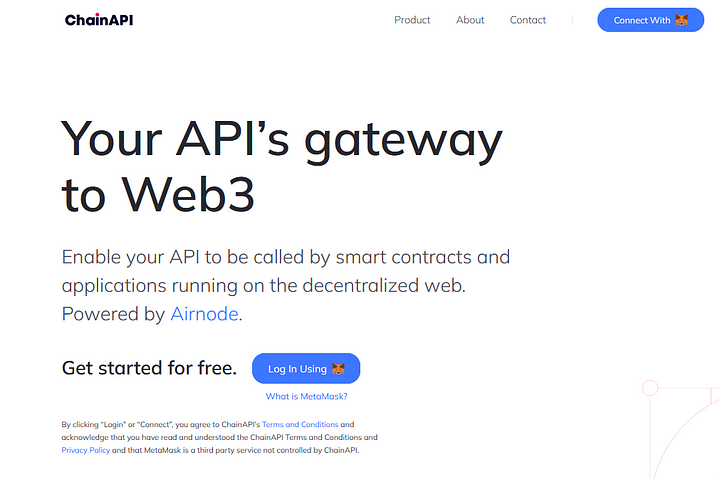 ChainAPI
Product About Contact Connect With
Your API’s gateway
to Web3
Enable your API to be called by smart contracts and
applications running on the decentralized web.
Powered by Airnode.
Get started for free. Log In Using
What is MetaMask?
By clicking “Login” or “Connect”, you agree to ChainAPI’s Terms and Conditions and
acknowledge that you have read and understood the ChainAPI Terms and Conditions and
Privacy Policy and that MetaMask is a third party service not controlled by ChainAPI.